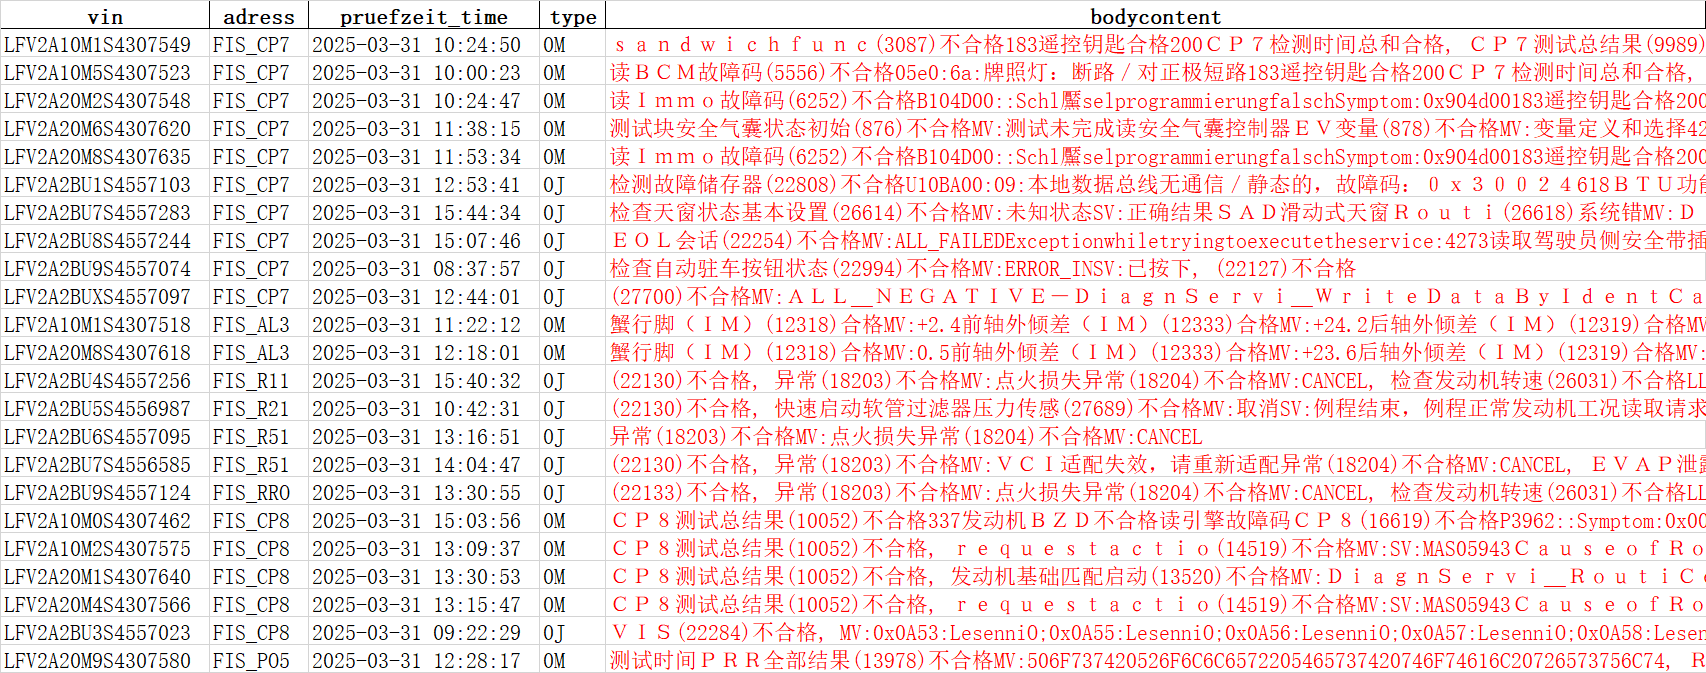 vin adress pruefzeit_time type bodycontent
LFV2A10M1S4307549 FIS_CP7 2025-03-31 10:24:50 0M ｓａｎｄｗｉｃｈｆｕｎｃ(3087)不合格183遥控钥匙合格200ＣＰ７检测时间总和合格, ＣＰ７测试总结果(9989)
LFV2A10M5S4307523 FIS_CP7 2025-03-31 10:00:23 0M 读ＢＣＭ故障码(5556)不合格05e0:6a:牌照灯：断路／对正极短路183遥控钥匙合格200ＣＰ７检测时间总和合格,
LFV2A20M2S4307548 FIS_CP7 2025-03-31 10:24:47 0M 读Ｉｍｍｏ故障码(6252)不合格B104D00::Schl黶selprogrammierungfalschSymptom:0x904d00183遥控钥匙合格200
LFV2A20M6S4307620 FIS_CP7 2025-03-31 11:38:15 0M 测试块安全气囊状态初始(876)不合格MV:测试未完成读安全气囊控制器ＥＶ变量(878)不合格MV:变量定义和选择42
LFV2A20M8S4307635 FIS_CP7 2025-03-31 11:53:34 0M 读Ｉｍｍｏ故障码(6252)不合格B104D00::Schl黶selprogrammierungfalschSymptom:0x904d00183遥控钥匙合格200
LFV2A2BU1S4557103 FIS_CP7 2025-03-31 12:53:41 0J 检测故障储存器(22808)不合格U10BA00:09:本地数据总线无通信／静态的，故障码：０ｘ３００２4618ＢＴＵ功能
LFV2A2BU7S4557283 FIS_CP7 2025-03-31 15:44:34 0J 检查天窗状态基本设置(26614)不合格MV:未知状态SV:正确结果ＳＡＤ滑动式天窗Ｒｏｕｔｉ(26618)系统错MV:Ｄ
LFV2A2BU8S4557244 FIS_CP7 2025-03-31 15:07:46 0J ＥＯＬ会话(22254)不合格MV:ALL_FAILEDExceptionwhiletryingtoexecutetheservice:4273读取驾驶员侧安全带插
LFV2A2BU9S4557074 FIS_CP7 2025-03-31 08:37:57 0J 检查自动驻车按钮状态(22994)不合格MV:ERROR_INSV:已按下, (22127)不合格
LFV2A2BUXS4557097 FIS_CP7 2025-03-31 12:44:01 0J (27700)不合格MV:ＡＬＬ＿ＮＥＧＡＴＩＶＥ－ＤｉａｇｎＳｅｒｖｉ＿ＷｒｉｔｅＤａｔａＢｙＩｄｅｎｔＣａ
LFV2A10M1S4307518 FIS_AL3 2025-03-31 11:22:12 0M 蟹行脚（ＩＭ）(12318)合格MV:+2.4前轴外倾差（ＩＭ）(12333)合格MV:+24.2后轴外倾差（ＩＭ）(12319)合格MV
LFV2A20M8S4307618 FIS_AL3 2025-03-31 12:18:01 0M 蟹行脚（ＩＭ）(12318)合格MV:0.5前轴外倾差（ＩＭ）(12333)合格MV:+23.6后轴外倾差（ＩＭ）(12319)合格MV:
LFV2A2BU4S4557256 FIS_R11 2025-03-31 15:40:32 0J (22130)不合格, 异常(18203)不合格MV:点火损失异常(18204)不合格MV:CANCEL, 检查发动机转速(26031)不合格LL
LFV2A2BU5S4556987 FIS_R21 2025-03-31 10:42:31 0J (22130)不合格, 快速启动软管过滤器压力传感(27689)不合格MV:取消SV:例程结束，例程正常发动机工况读取请求
LFV2A2BU6S4557095 FIS_R51 2025-03-31 13:16:51 0J 异常(18203)不合格MV:点火损失异常(18204)不合格MV:CANCEL
LFV2A2BU7S4556585 FIS_R51 2025-03-31 14:04:47 0J (22130)不合格, 异常(18203)不合格MV:ＶＣＩ适配失效，请重新适配异常(18204)不合格MV:CANCEL, ＥＶＡＰ泄露
LFV2A2BU9S4557124 FIS_RRO 2025-03-31 13:30:55 0J (22133)不合格, 异常(18203)不合格MV:点火损失异常(18204)不合格MV:CANCEL, 检查发动机转速(26031)不合格LL
LFV2A10M0S4307462 FIS_CP8 2025-03-31 15:03:56 0M ＣＰ８测试总结果(10052)不合格337发动机ＢＺＤ不合格读引擎故障码ＣＰ８(16619)不合格P3962::Symptom:0x00
LFV2A10M2S4307575 FIS_CP8 2025-03-31 13:09:37 0M ＣＰ８测试总结果(10052)不合格, ｒｅｑｕｅｓｔａｃｔｉｏ(14519)不合格MV:SV:MAS05943ＣａｕｓｅｏｆＲｏ
LFV2A20M1S4307640 FIS_CP8 2025-03-31 13:30:53 0M ＣＰ８测试总结果(10052)不合格, 发动机基础匹配启动(13520)不合格MV:ＤｉａｇｎＳｅｒｖｉ＿ＲｏｕｔｉＣｏ
LFV2A20M4S4307566 FIS_CP8 2025-03-31 13:15:47 0M ＣＰ８测试总结果(10052)不合格, ｒｅｑｕｅｓｔａｃｔｉｏ(14519)不合格MV:SV:MAS05943ＣａｕｓｅｏｆＲｏ
LFV2A2BU3S4557023 FIS_CP8 2025-03-31 09:22:29 0J ＶＩＳ(22284)不合格, MV:0x0A53:LesenniO;0x0A55:LesenniO;0x0A56:LesenniO;0x0A57:LesenniO;0x0A58:Lesen
LFV2A20M9S4307580 FIS_P05 2025-03-31 12:28:17 0M 测试时间ＰＲＲ全部结果(13978)不合格MV:506F737420526F6C6C6572205465737420746F74616C20726573756C74, R